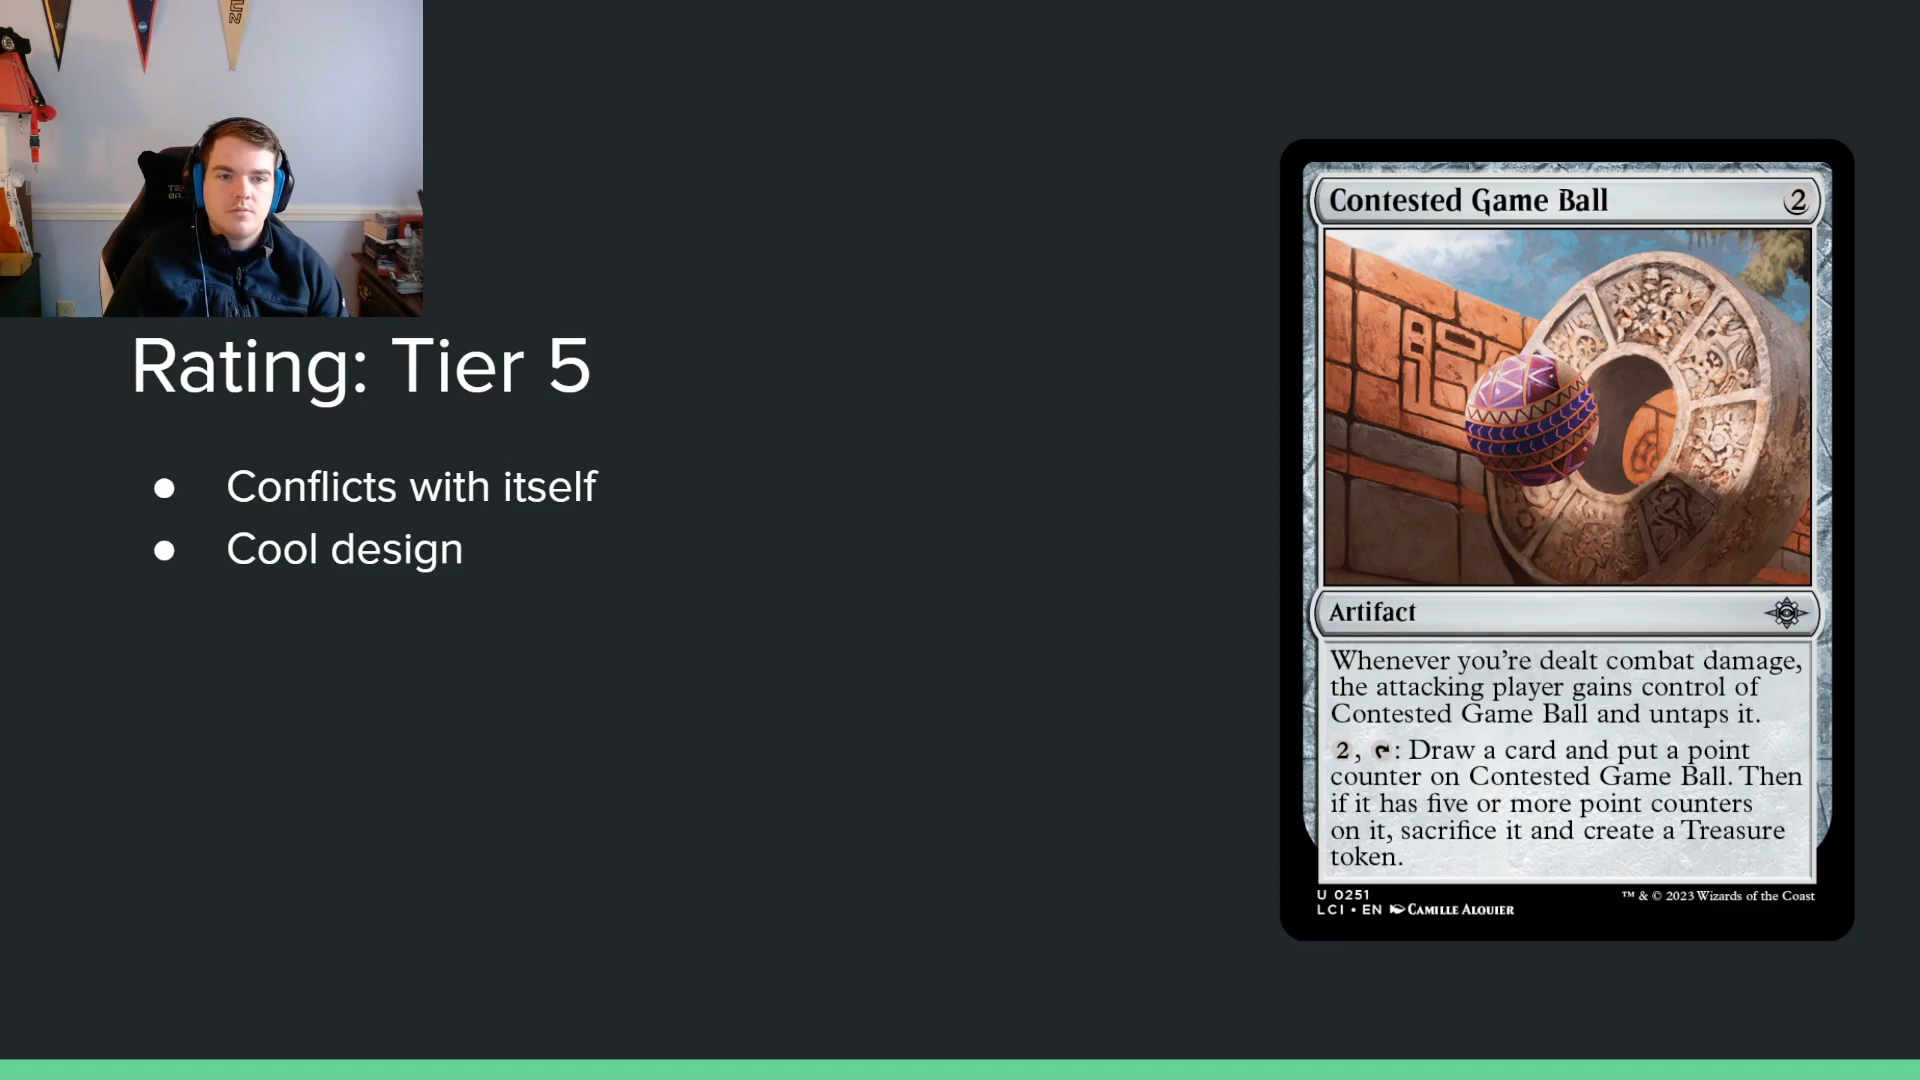 Rating: Tier 5
● Conflicts with itself
● Cool design
Contested Game Ball 2
Artifact
Whenever you’re dealt combat damage,
the attacking player gains control of
Contested Game Ball and untaps it.
2, : Draw a card and put a point
counter on Contested Game Ball. Then
if it has five or more point counters
on it, sacrifice it and create a Treasure
token.
U 0251
LCI • EN CAMILLE ALQUIER
™ & © 2023 Wizards of the Coast